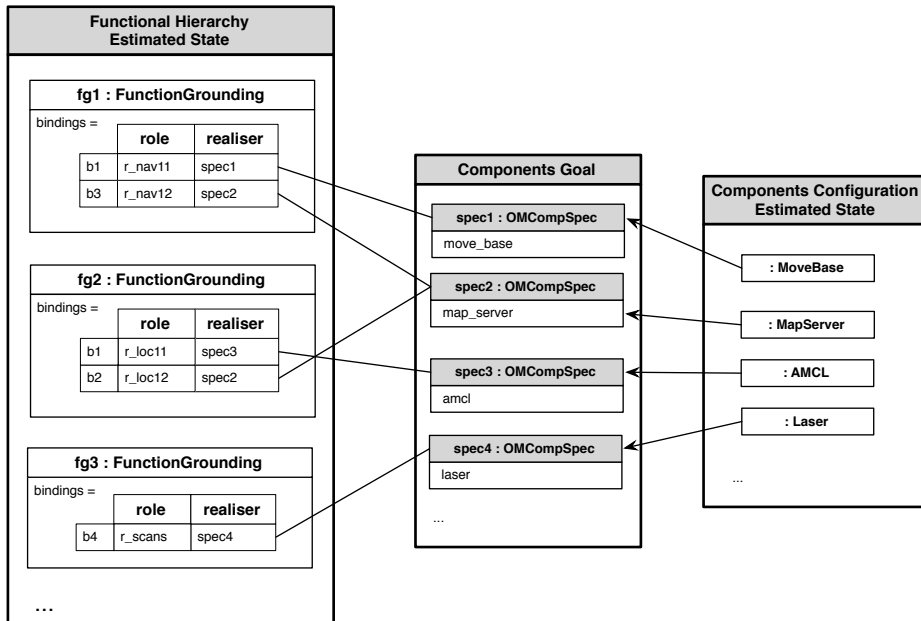 Functional Hierarchy
Estimated State
fg1 : FunctionGrounding
bindings =
role realiser
b1 r_nav11 spec1
b3 r_nav12 spec2
fg2 : FunctionGrounding
bindings =
role realiser
b1 r_loc11 spec3
b2 r_loc12 spec2
fg3 : FunctionGrounding
bindings =
role realiser
b4 r_scans spec4
...
Components Goal
spec1 : OMCompSpec
move_base
spec2 : OMCompSpec
map_server
spec3 : OMCompSpec
amcl
spec4 : OMCompSpec
laser
...
Components Configuration
Estimated State
: MoveBase
: MapServer
: AMCL
: Laser
...